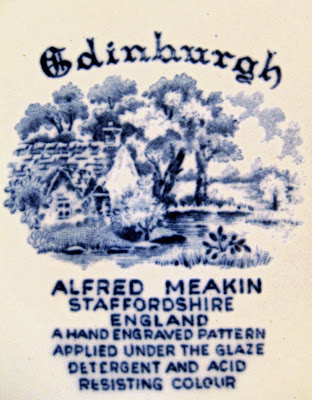 Edinburgh
ALFRED MEAKIN
STAFFORDSHIRE
ENGLAND
A HAND ENGRAVED PATTERN
APPLIED UNDER THE GLAZE
DETERGENT AND ACID
RESISTING COLOUR